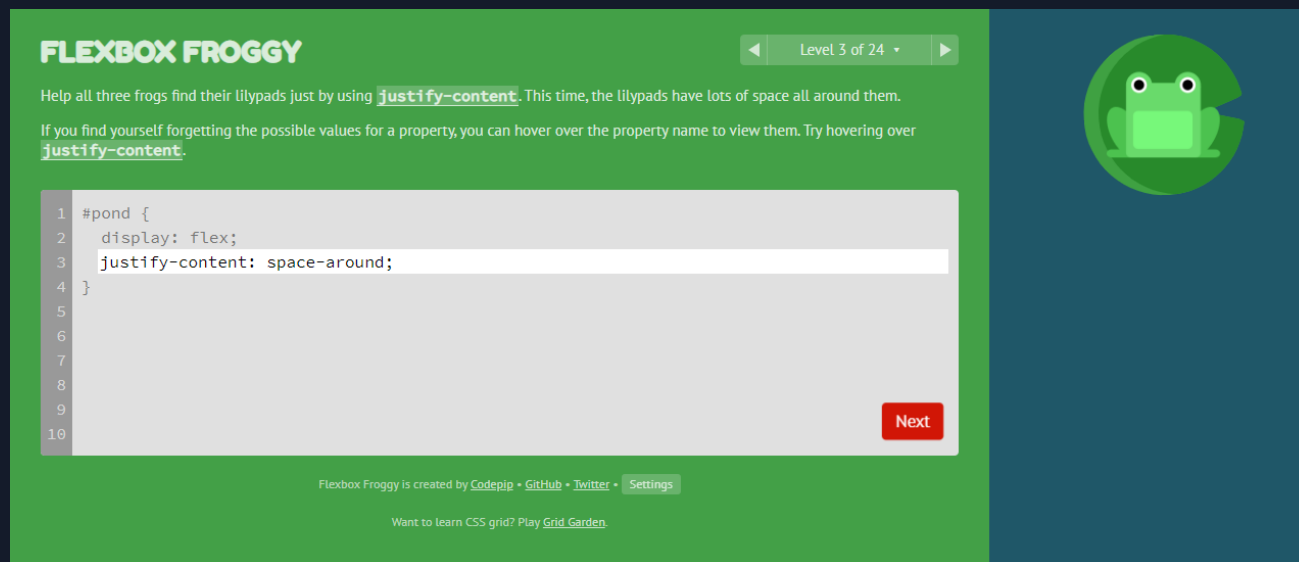 FLEXBOX FROGGY
Level 3 of 24
Help all three frogs find their lilypads just by using justify-content. This time, the lilypads have lots of space all around them.
If you find yourself forgetting the possible values for a property, you can hover over the property name to view them. Try hovering over
justify-content.
1 #pond {
2 display: flex;
3 justify-content: space-around;
4 }
5
6
7
8
9
10
Next
Flexbox Froggy is created by Codepip • GitHub • Twitter • Settings
Want to learn CSS grid? Play Grid Garden.